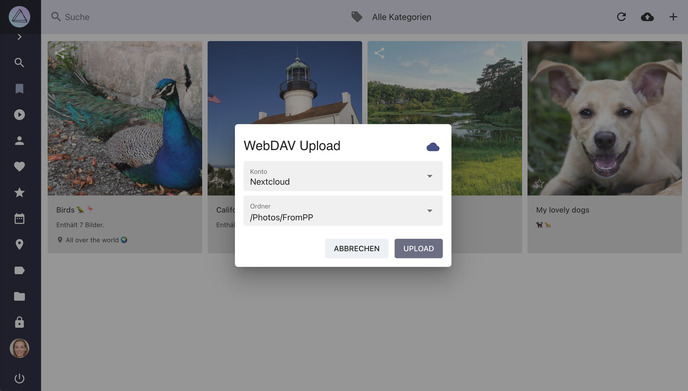 Suche
Alle Kategorien
WebDAV Upload
Konto
Nextcloud
Ordner
/Photos/FromPP
ABBRECHEN
UPLOAD
Birds
Enthält 7 Bilder.
All over the world
My lovely dogs